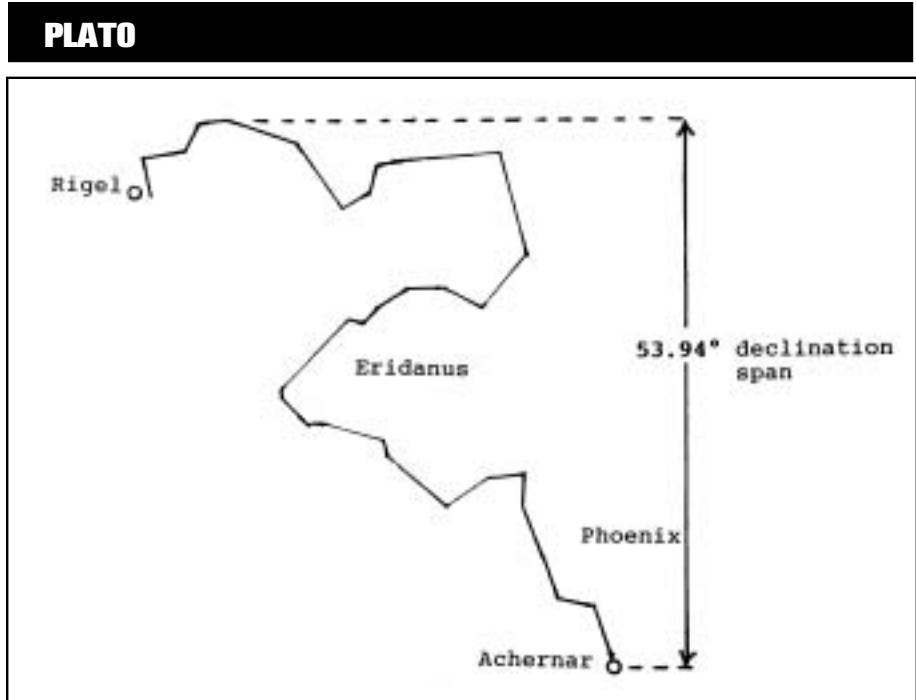 PLATO
Rigel
Eridanus
53.94° declination
span
Phoenix
Achernar